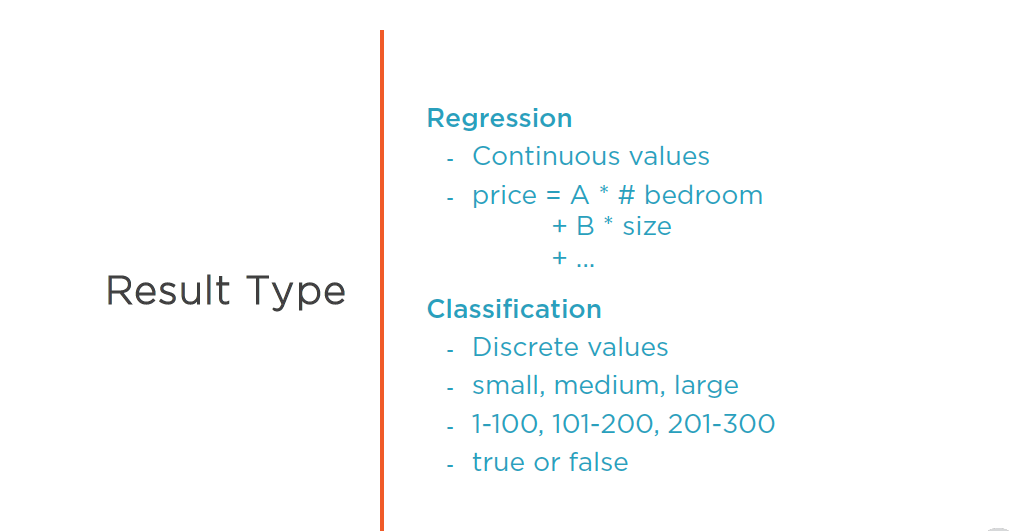 Result Type
Regression
- Continuous values
- price = A * # bedroom
+ B * size
+ ...
Classification
- Discrete values
- small, medium, large
- 1-100, 101-200, 201-300
- true or false